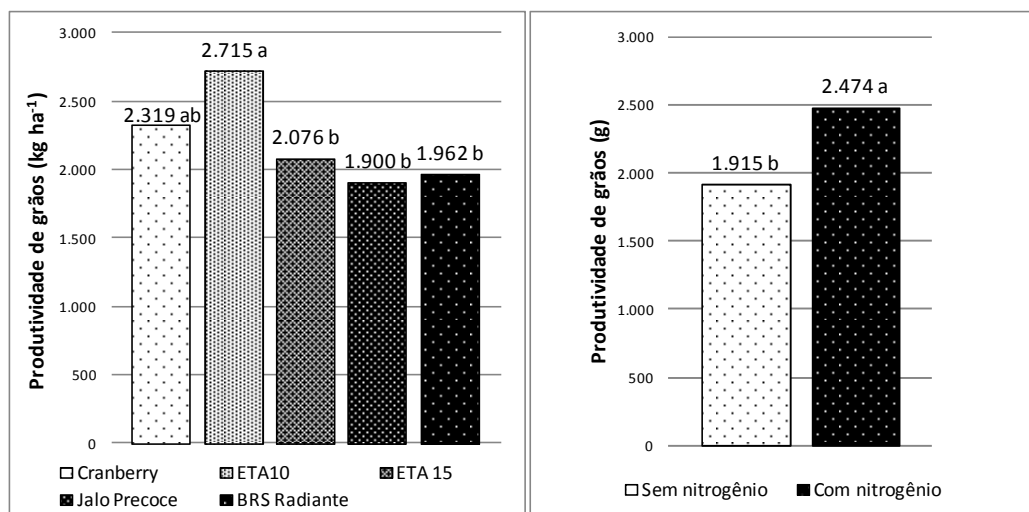 Produtividade de grãos (kg ha⁻¹)
3.000
2.500
2.000
1.500
1.000
500
0
2.319 ab
2.715 a
2.076 b
1.900 b
1.962 b
Cranberry
ETA10
ETA 15
Jalo Precoce
BRS Radiante
Produtividade de grãos (g)
3.000
2.500
2.000
1.500
1.000
500
0
1.915 b
2.474 a
Sem nitrogênio
Com nitrogênio